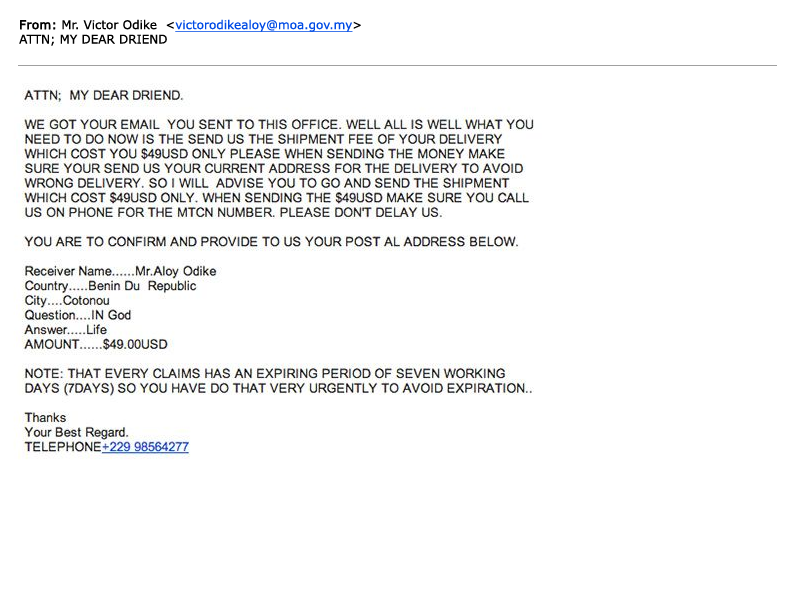 From: Mr. Victor Odike <victorodikealoy@moa.gov.my>
ATTN; MY DEAR DRIEND
ATTN;  MY DEAR DRIEND.
WE GOT YOUR EMAIL  YOU SENT TO THIS OFFICE. WELL ALL IS WELL WHAT YOU
NEED TO DO NOW IS THE SEND US THE SHIPMENT FEE OF YOUR DELIVERY
WHICH COST YOU $49USD ONLY PLEASE WHEN SENDING THE MONEY MAKE
SURE YOUR SEND US YOUR CURRENT ADDRESS FOR THE DELIVERY TO AVOID
WRONG DELIVERY. SO I WILL  ADVISE YOU TO GO AND SEND THE SHIPMENT
WHICH COST $49USD ONLY. WHEN SENDING THE $49USD MAKE SURE YOU CALL
US ON PHONE FOR THE MTCN NUMBER. PLEASE DON'T DELAY US.
YOU ARE TO CONFIRM AND PROVIDE TO US YOUR POST AL ADDRESS BELOW.
Receiver Name......Mr.Aloy Odike
Country.....Benin Du  Republic
City....Cotonou
Question....IN God
Answer.....Life
AMOUNT......$49.00USD
NOTE: THAT EVERY CLAIMS HAS AN EXPIRING PERIOD OF SEVEN WORKING
DAYS (7DAYS) SO YOU HAVE DO THAT VERY URGENTLY TO AVOID EXPIRATION..
Thanks
Your Best Regard.
TELEPHONE+229 98564277